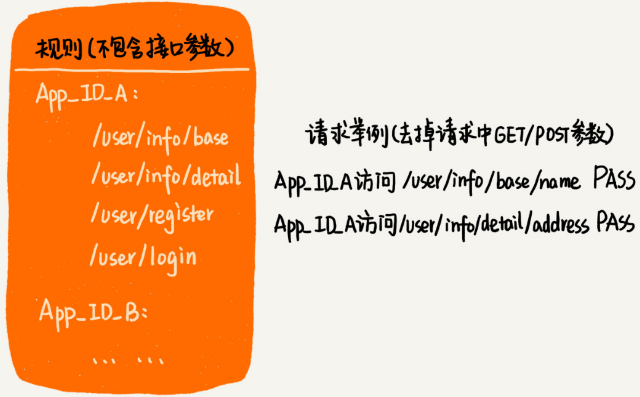 规则(不包含接口参数)
App_ID_A:
/user/info/base
/user/info/detail
/user/register
/user/login
App_ID_B:
... ...
请求举例(去掉请求中GET/POST参数)
App_ID_A访问 /user/info/base/name PASS
App_ID_A访问/user/info/detail/address PASS